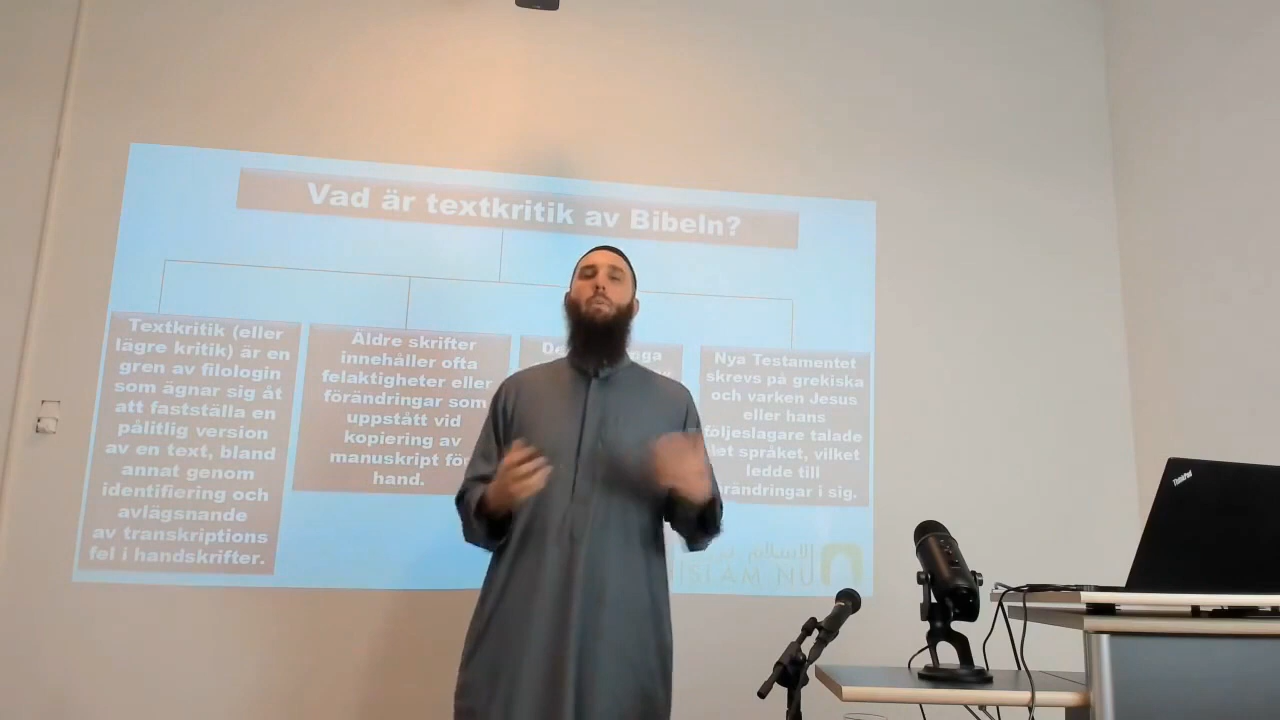 Vad är textkritik av Bibeln?
Textkritik (eller
lägre kritik) är en
gren av filologin
som ägnar sig åt
att fastställa en
pålitlig version
av en text, bland
annat genom
identifiering och
avlägsnande
av transkriptions
fel i handskrifter.
Äldre skrifter
innehåller ofta
felaktigheter eller
förändringar som
uppstått vid
kopiering av
manuskript för
hand.
Nya Testamentet
skrevs på grekiska
och varken Jesus
eller hans
följeslagare talade
det språket, vilket
ledde till
förändringar i sig.
الإسلام
ISLAM NU
ThinkPad